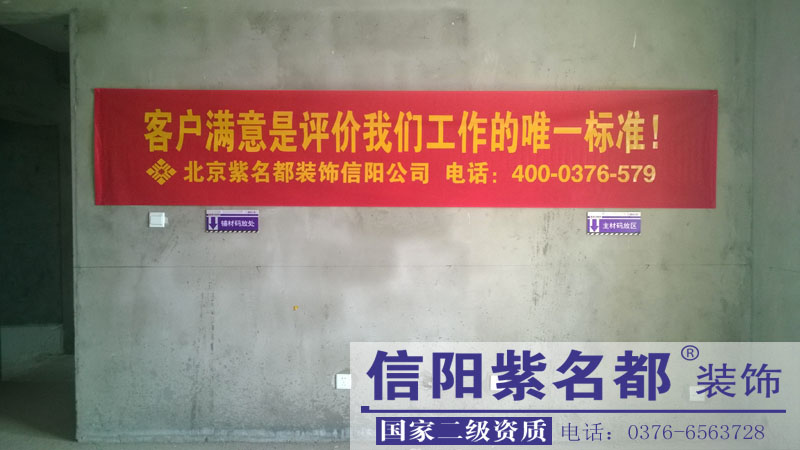 客户满意是评价我们工作的唯一标准！
北京紫名都装饰信阳公司 电话：400-0376-579
辅材码放处
主材码放区
信阳紫名都® 装饰
国家二级资质 电话：0376-6563728